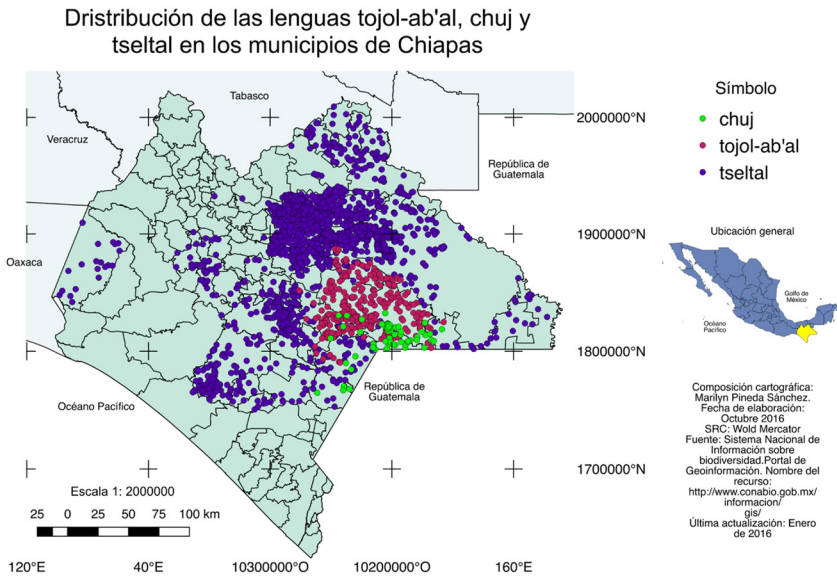 Dristribución de las lenguas tojol-ab'al, chuj y
tseltal en los municipios de Chiapas
Tabasco
Veracruz
República de
Guatemala
Oaxaca
República de
Guatemala
Océano Pacífico
2000000°N
1900000°N
1800000°N
1700000°N
Escala 1: 2000000
25 0 25 50 75 100 km
120°E
40°E
10300000°O
10200000°O
160°E
Símbolo
chuj
tojol-ab'al
tseltal
Ubicación general
Golfo de
México
Océano
Pacífico
Composición cartográfica:
Marilyn Pineda Sánchez.
Fecha de elaboración:
Octubre 2016
SRC: Wold Mercator
Fuente: Sistema Nacional de
Información sobre
biodiversidad.Portal de
Geoinformación. Nombre del
recurso:
http://www.conabio.gob.mx/
informacion/
gis/
Última actualización: Enero
de 2016